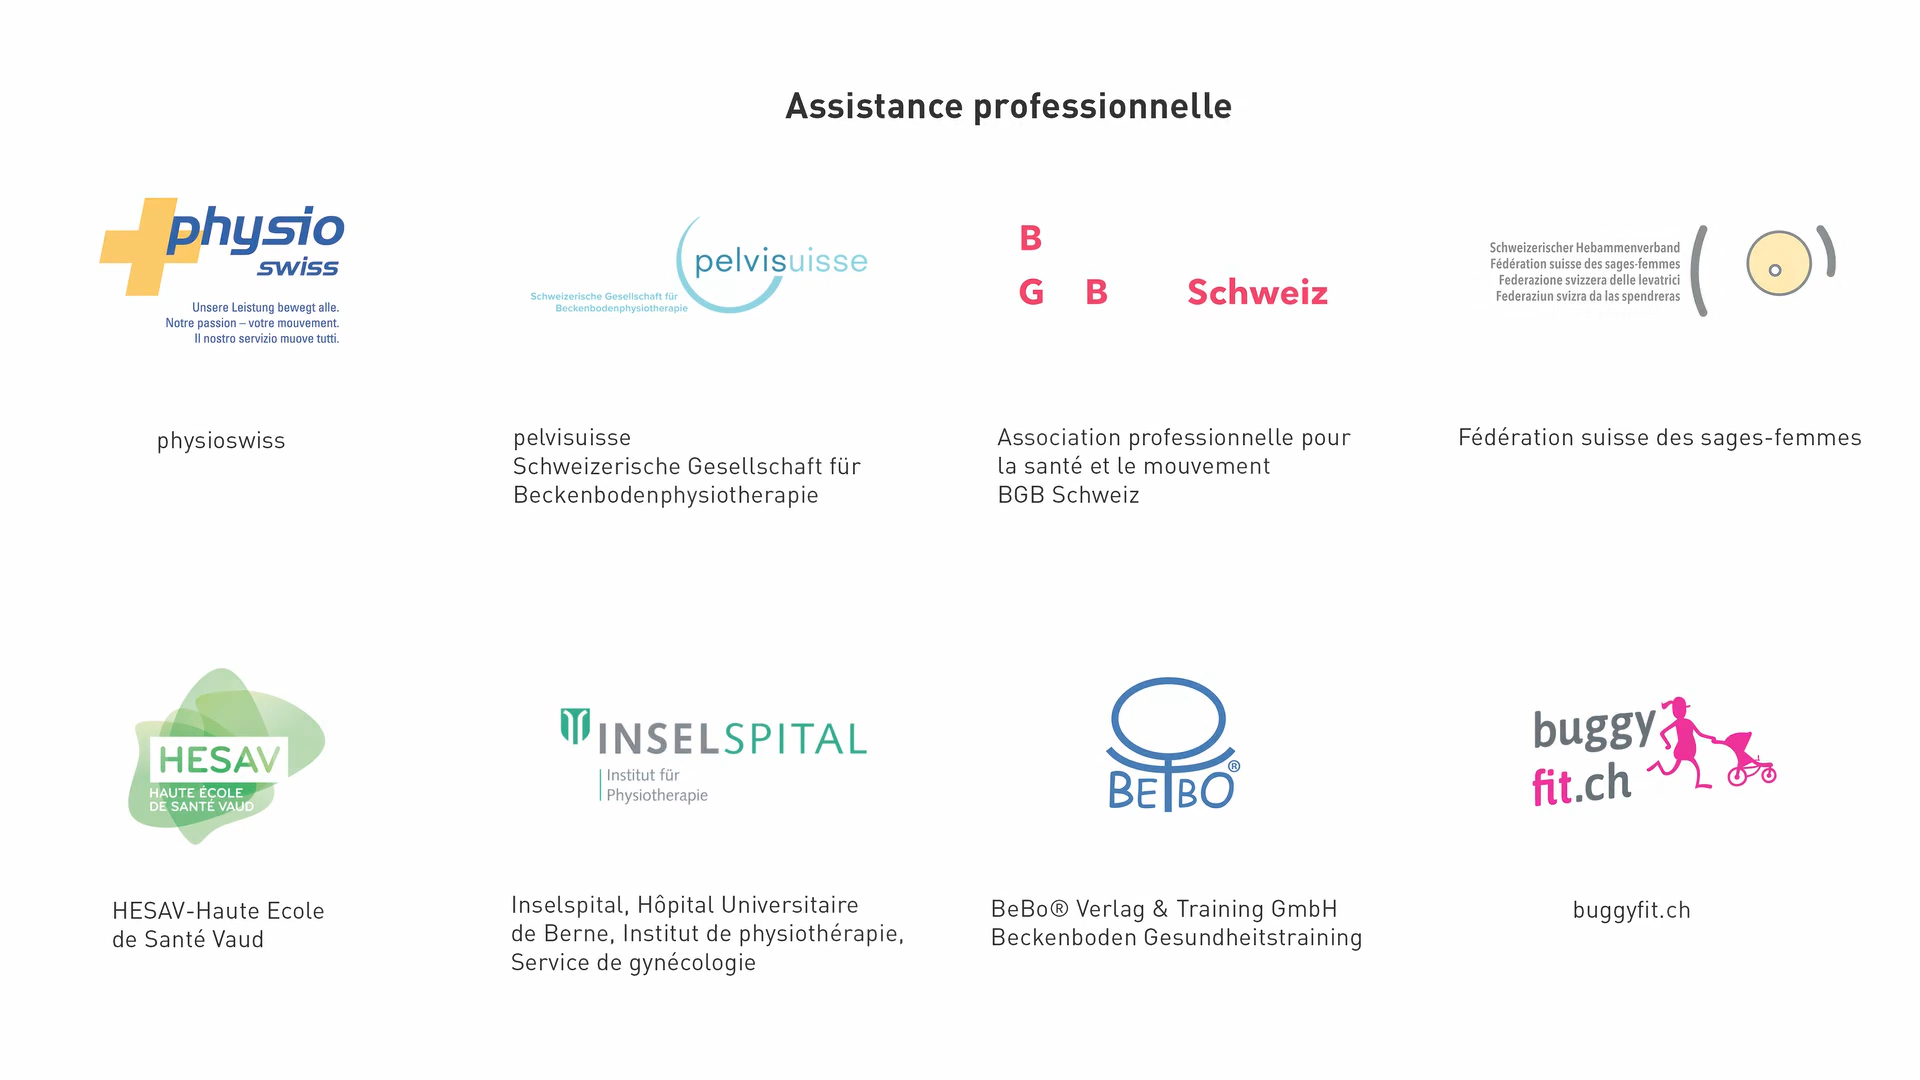 Assistance professionnelle
physio
swiss
Unsere Leistung bewegt alle.
Notre passion – votre mouvement.
Il nostro servizio muove tutti.
pelvisuisse
Schweizerische Gesellschaft für
Beckenbodenphysiotherapie
B
G B Schweiz
Schweizerischer Hebammenverband
Fédération suisse des sages-femmes
Federazione svizzera delle levatrici
Federaziun svizra da las spendreras
physioswiss
pelvisuisse
Schweizerische Gesellschaft für
Beckenbodenphysiotherapie
Association professionnelle pour
la santé et le mouvement
BGB Schweiz
Fédération suisse des sages-femmes
HESAV
HAUTE ÉCOLE
DE SANTÉ VAUD
INSELSPITAL
Institut für
Physiotherapie
BEBO®
buggy
fit.ch
HESAV-Haute Ecole
de Santé Vaud
Inselspital, Hôpital Universitaire
de Berne, Institut de physiothérapie,
Service de gynécologie
BeBo® Verlag & Training GmbH
Beckenboden Gesundheitstraining
buggyfit.ch